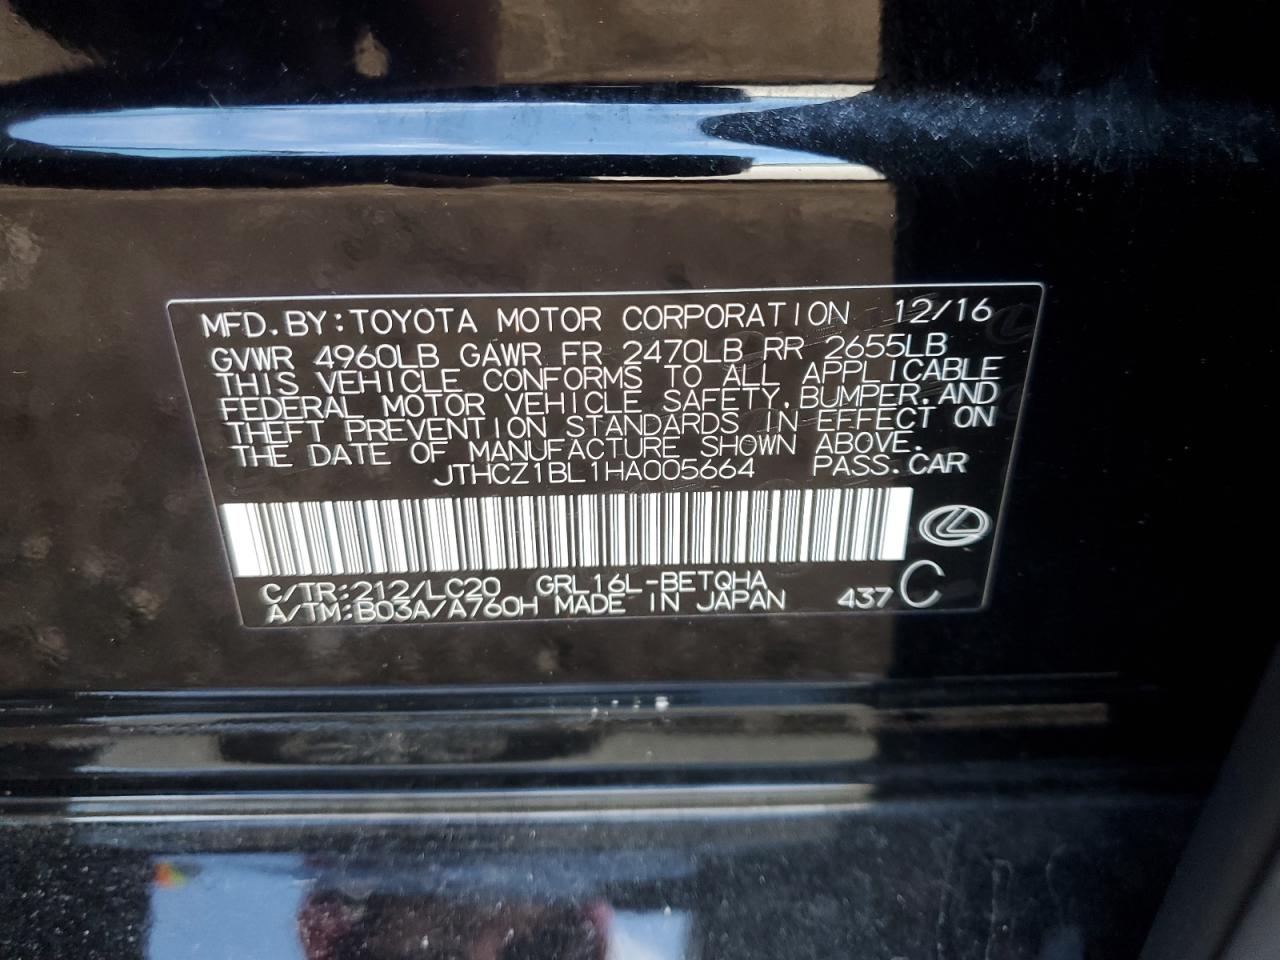 MFD.BY:TOYOTA MOTOR CORPORATION 12/16
GVWR 4960LB GAWR FR 2470LB RR 2655LB
THIS VEHICLE CONFORMS TO ALL APPLICABLE
FEDERAL MOTOR VEHICLE SAFETY,BUMPER,AND
THEFT PREVENTION STANDARDS IN EFFECT ON
THE DATE OF MANUFACTURE SHOWN ABOVE.
JTHCZ1BL1HA005664 PASS.CAR
C/TR:212/LC20 GRL16L-BETQHA
A/TM:B03A/A760H MADE IN JAPAN 437 C